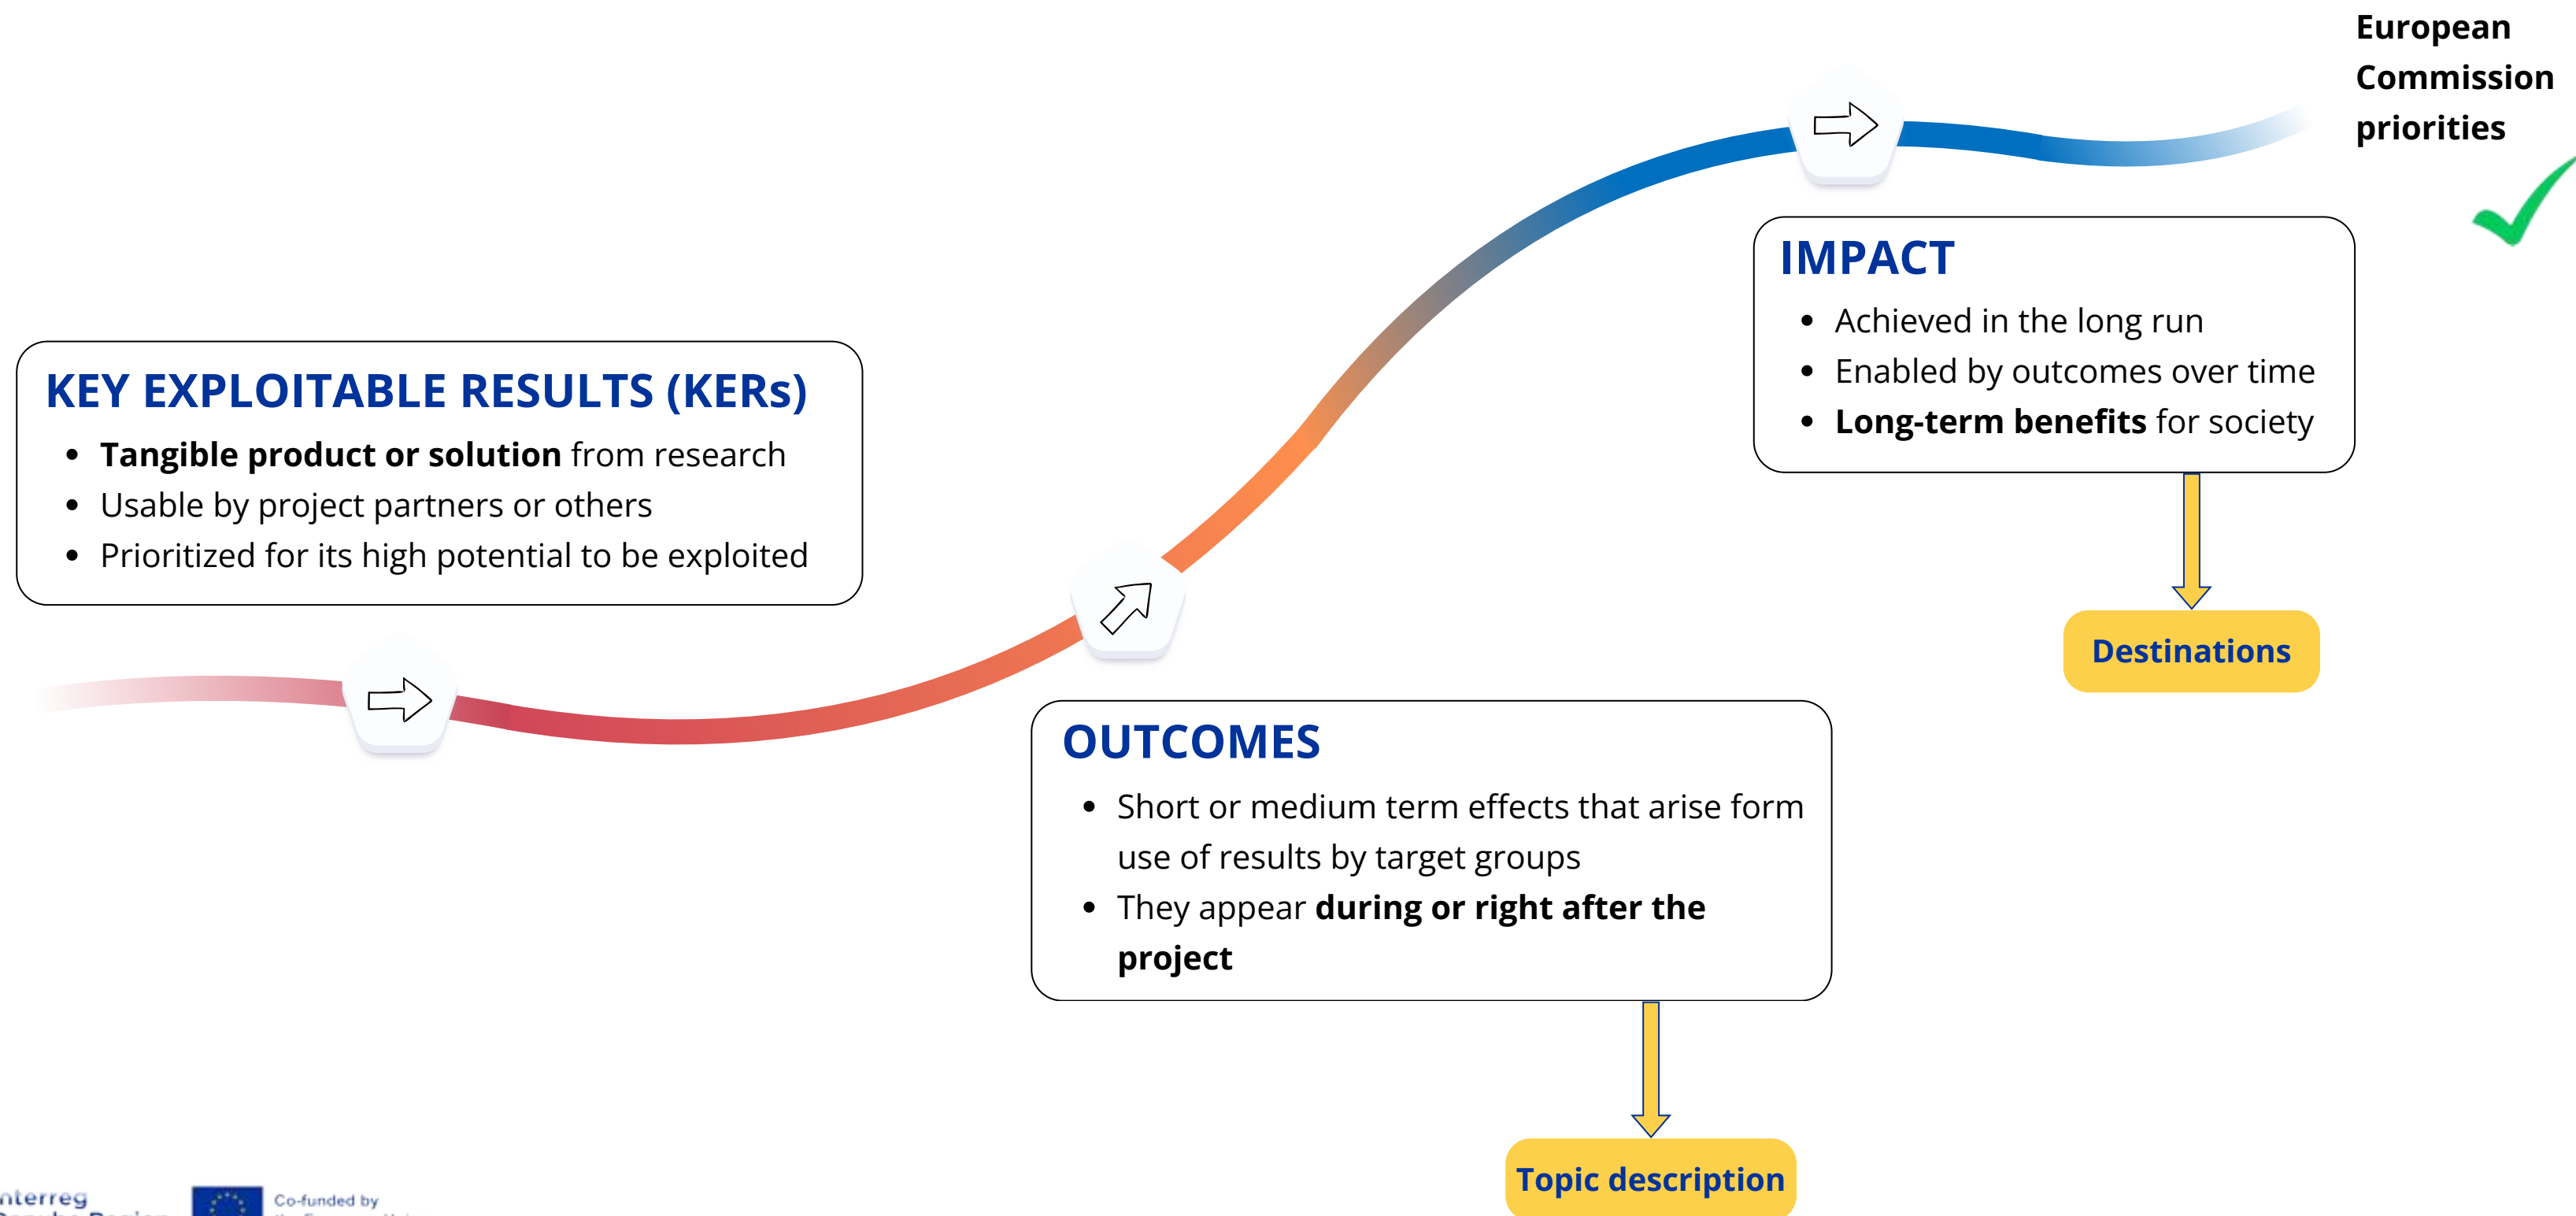 European
Commission
priorities
IMPACT
• Achieved in the long run
• Enabled by outcomes over time
• Long-term benefits for society
KEY EXPLOITABLE RESULTS (KERs)
• Tangible product or solution from research
• Usable by project partners or others
• Prioritized for its high potential to be exploited
Destinations
OUTCOMES
• Short or medium term effects that arise form
use of results by target groups
• They appear during or right after the
project
Topic description
Co-funded by